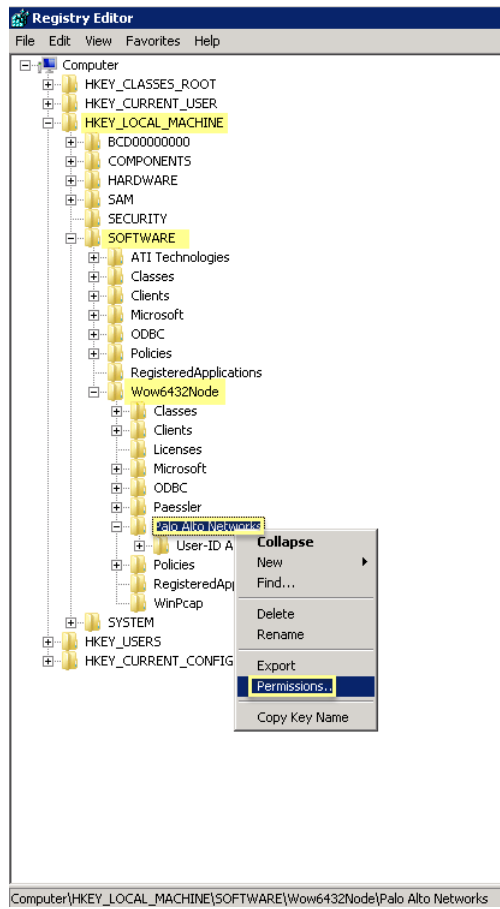 Registry Editor
File Edit View Favorites Help
Computer
HKEY_CLASSES_ROOT
HKEY_CURRENT_USER
HKEY_LOCAL_MACHINE
BCD00000000
COMPONENTS
HARDWARE
SAM
SECURITY
SOFTWARE
ATI Technologies
Classes
Clients
Microsoft
ODBC
Policies
RegisteredApplications
Wow6432Node
Classes
Clients
Licenses
Microsoft
ODBC
Paessler
Palo Alto Networks
User-ID A
Policies
RegisteredAp
WinPcap
SYSTEM
HKEY_USERS
HKEY_CURRENT_CONFIG
Collapse
New
Find...
Delete
Rename
Export
Permissions..
Copy Key Name
Computer\HKEY_LOCAL_MACHINE\SOFTWARE\Wow6432Node\Palo Alto Networks